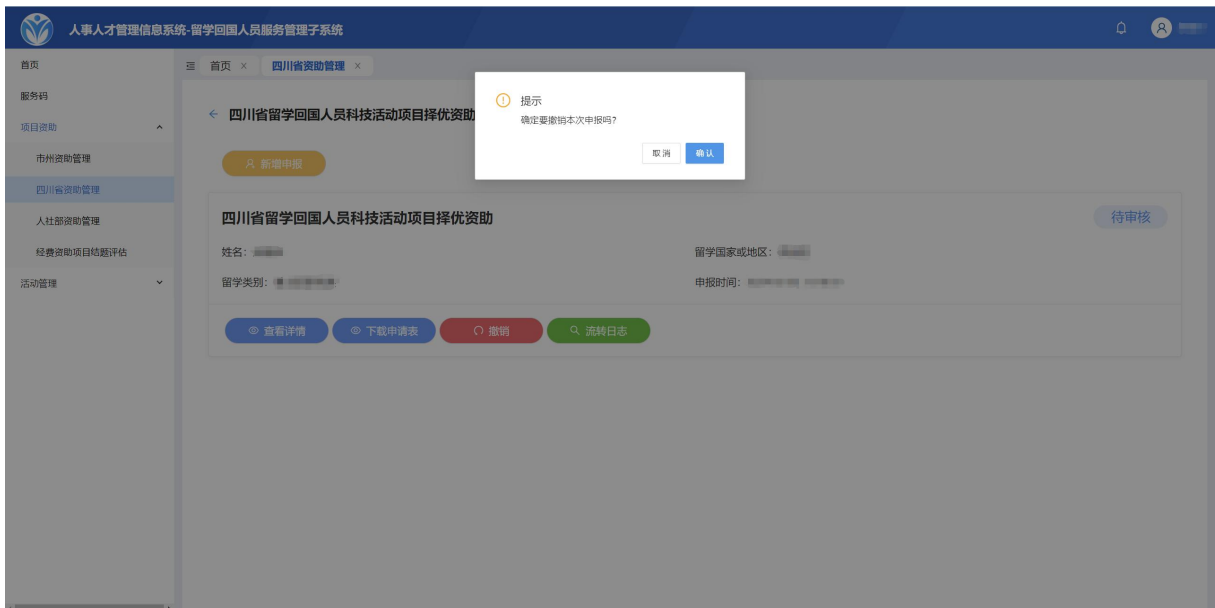 人事人才管理信息系统-留学回国人员服务管理子系统
首页
服务码
项目资助
市州资助管理
四川省资助管理
人社部资助管理
经费资助项目结题评估
活动管理
首页 ×
四川省资助管理 ×
四川省留学回国人员科技活动项目择优资助
提示
确定要撤销本次申报吗?
取消 确认
新增申报
四川省留学回国人员科技活动项目择优资助
待审核
姓名:
留学国家或地区:
留学类别:
申报时间:
查看详情 下载申请表 撤销 流转日志